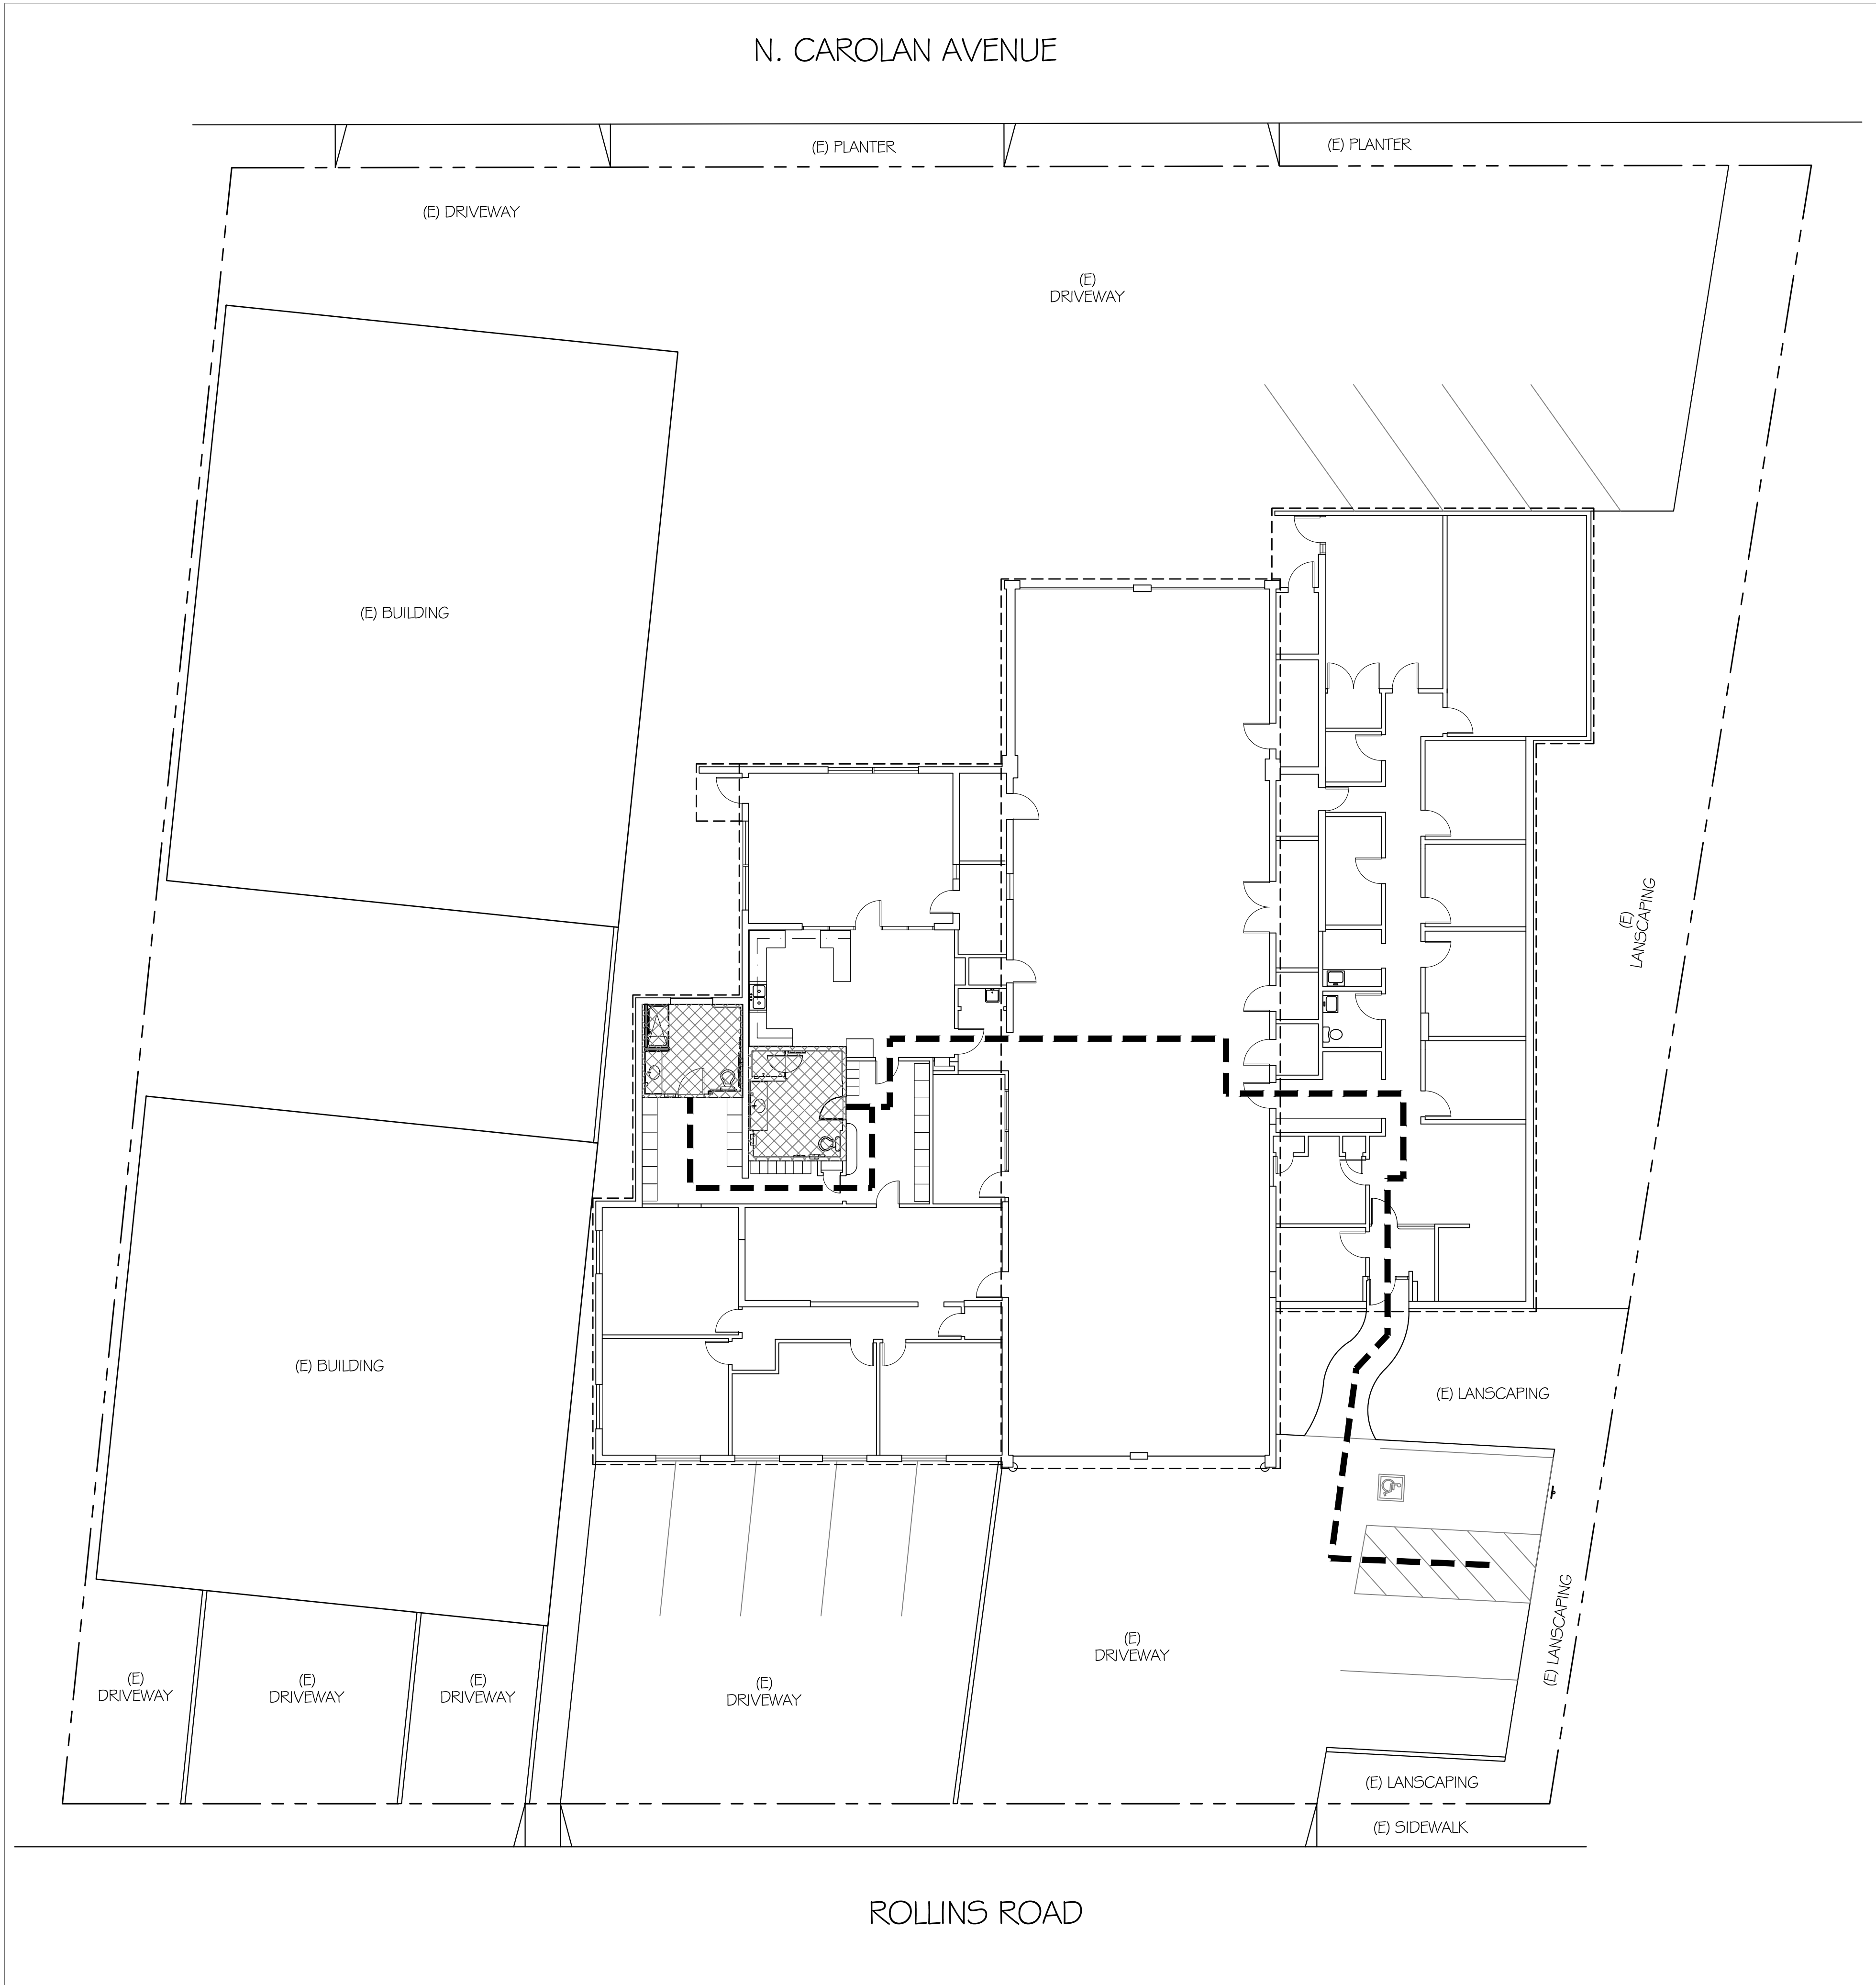 N. CAROLAN AVENUE
(E) PLANTER
(E) PLANTER
(E) DRIVEWAY
(E)
DRIVEWAY
(E) BUILDING
(E)
LANSCAPING
(E) BUILDING
(E) LANSCAPING
(E) LANSCAPING
(E)
DRIVEWAY
(E)
DRIVEWAY
(E)
DRIVEWAY
(E)
DRIVEWAY
(E)
DRIVEWAY
(E) LANSCAPING
(E) SIDEWALK
ROLLINS ROAD